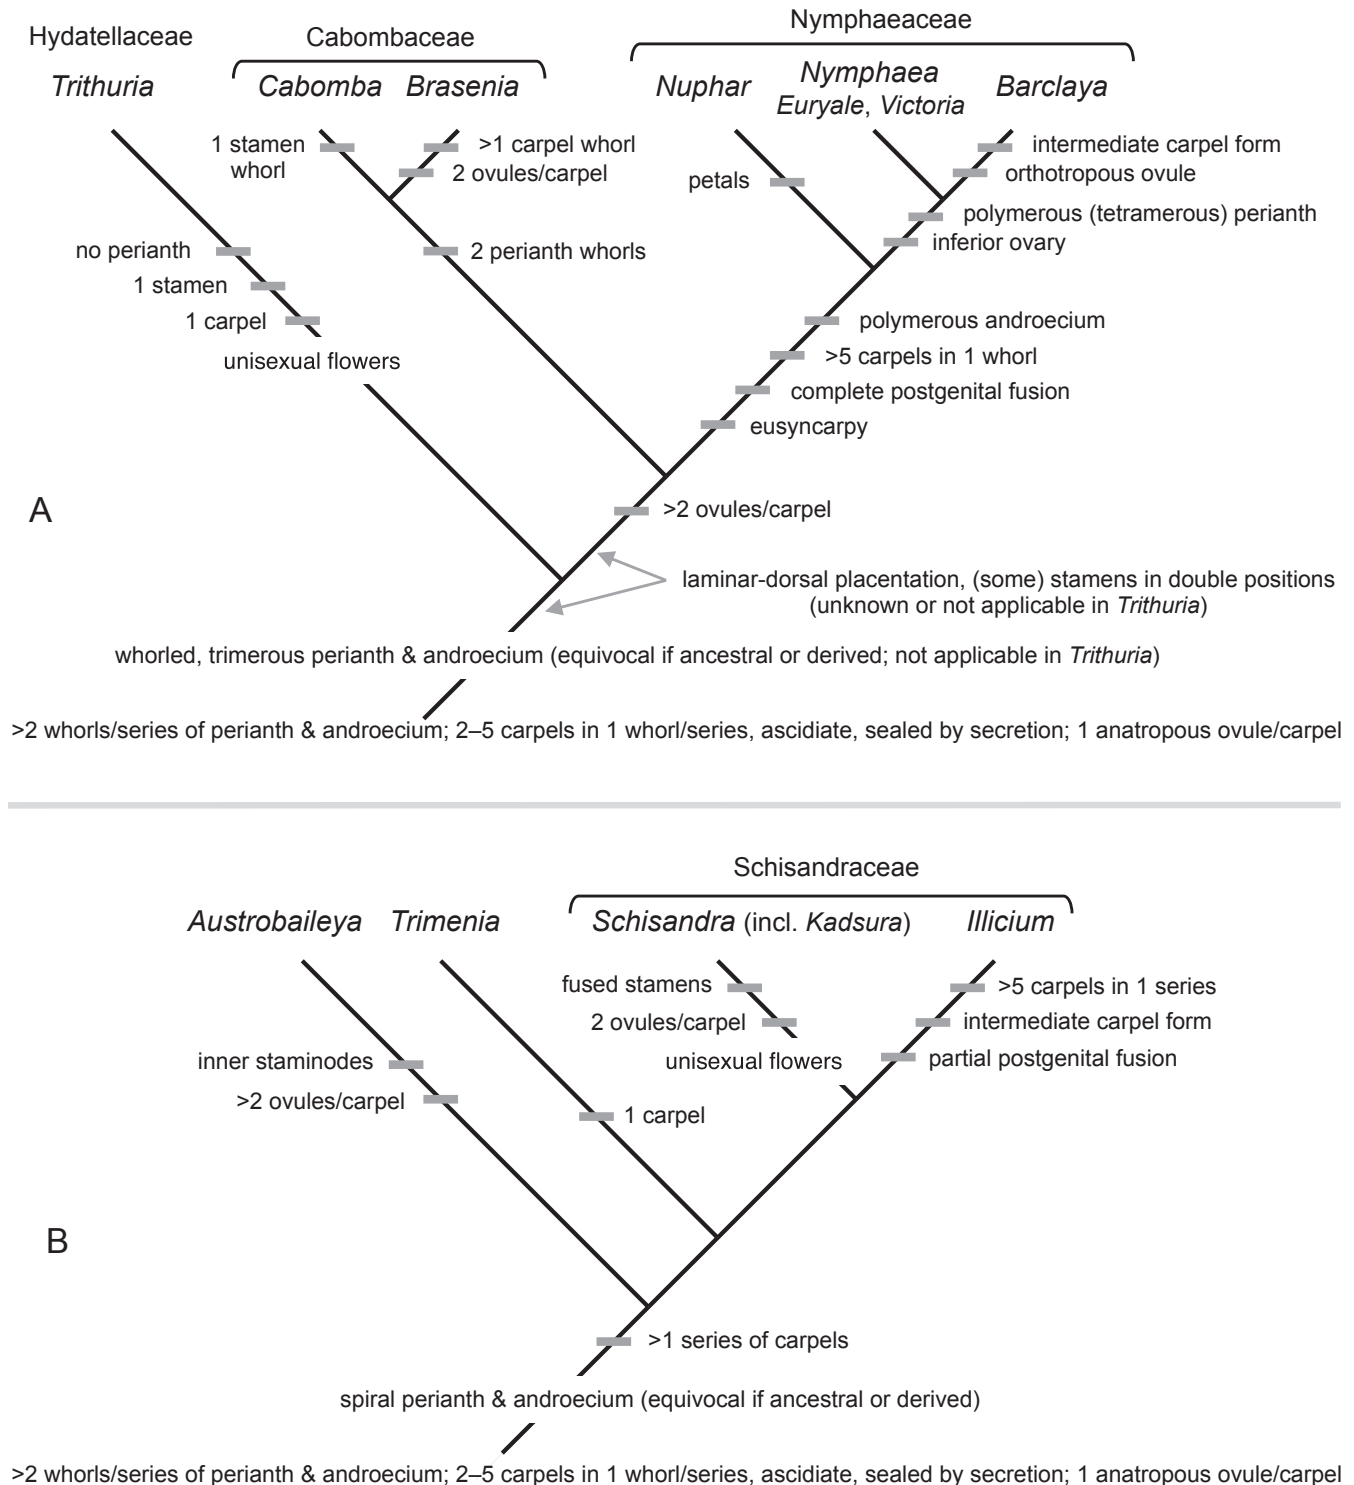 Nymphaeaceae
Hydatellaceae
Cabombaceae
Trithuria
Cabomba
Brasenia
Nuphar
Nymphaea
Euryale, Victoria
Barclaya
1 stamen
whorl
>1 carpel whorl
2 ovules/carpel
intermediate carpel form
orthotropous ovule
petals
polymerous (tetramerous) perianth
inferior ovary
no perianth
2 perianth whorls
1 stamen
1 carpel
polymerous androecium
unisexual flowers
>5 carpels in 1 whorl
complete postgenital fusion
eusyncarpy
A
>2 ovules/carpel
laminar-dorsal placentation, (some) stamens in double positions
(unknown or not applicable in Trithuria)
whorled, trimerous perianth & androecium (equivocal if ancestral or derived; not applicable in Trithuria)
>2 whorls/series of perianth & androecium; 2–5 carpels in 1 whorl/series, ascidiate, sealed by secretion; 1 anatropous ovule/carpel
Schisandraceae
Austrobaileya
Trimenia
Schisandra (incl. Kadsura)
Illicium
fused stamens
>5 carpels in 1 series
2 ovules/carpel
intermediate carpel form
inner staminodes
unisexual flowers
partial postgenital fusion
>2 ovules/carpel
1 carpel
B
>1 series of carpels
spiral perianth & androecium (equivocal if ancestral or derived)
>2 whorls/series of perianth & androecium; 2–5 carpels in 1 whorl/series, ascidiate, sealed by secretion; 1 anatropous ovule/carpel